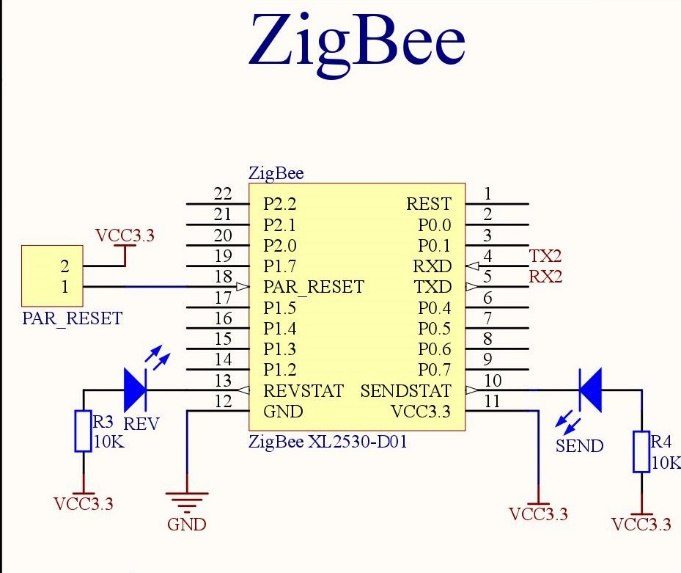 ZigBee
ZigBee
22 P2.2 REST 1
21 P2.1 P0.0 2
20 P2.0 P0.1 3
VCC3.3
19 P1.7 RXD 4 TX2
2
18 PAR_RESET TXD 5 RX2
1
17 P1.5 P0.4 6
PAR_RESET
16 P1.4 P0.5 7
15 P1.3 P0.6 8
14 P1.2 P0.7 9
13 REVSTAT SENDSTAT 10
12 GND VCC3.3 11
R3 REV
10K
ZigBee XL2530-D01
SEND
R4
10K
VCC3.3
GND
VCC3.3
VCC3.3